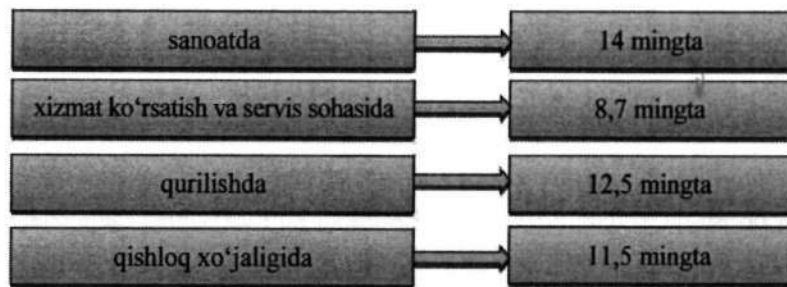 sanoatda
14 mingta
xizmat ko‘rsatish va servis sohasida
8,7 mingta
qurilishda
12,5 mingta
qishloq xo‘jaligida
11,5 mingta